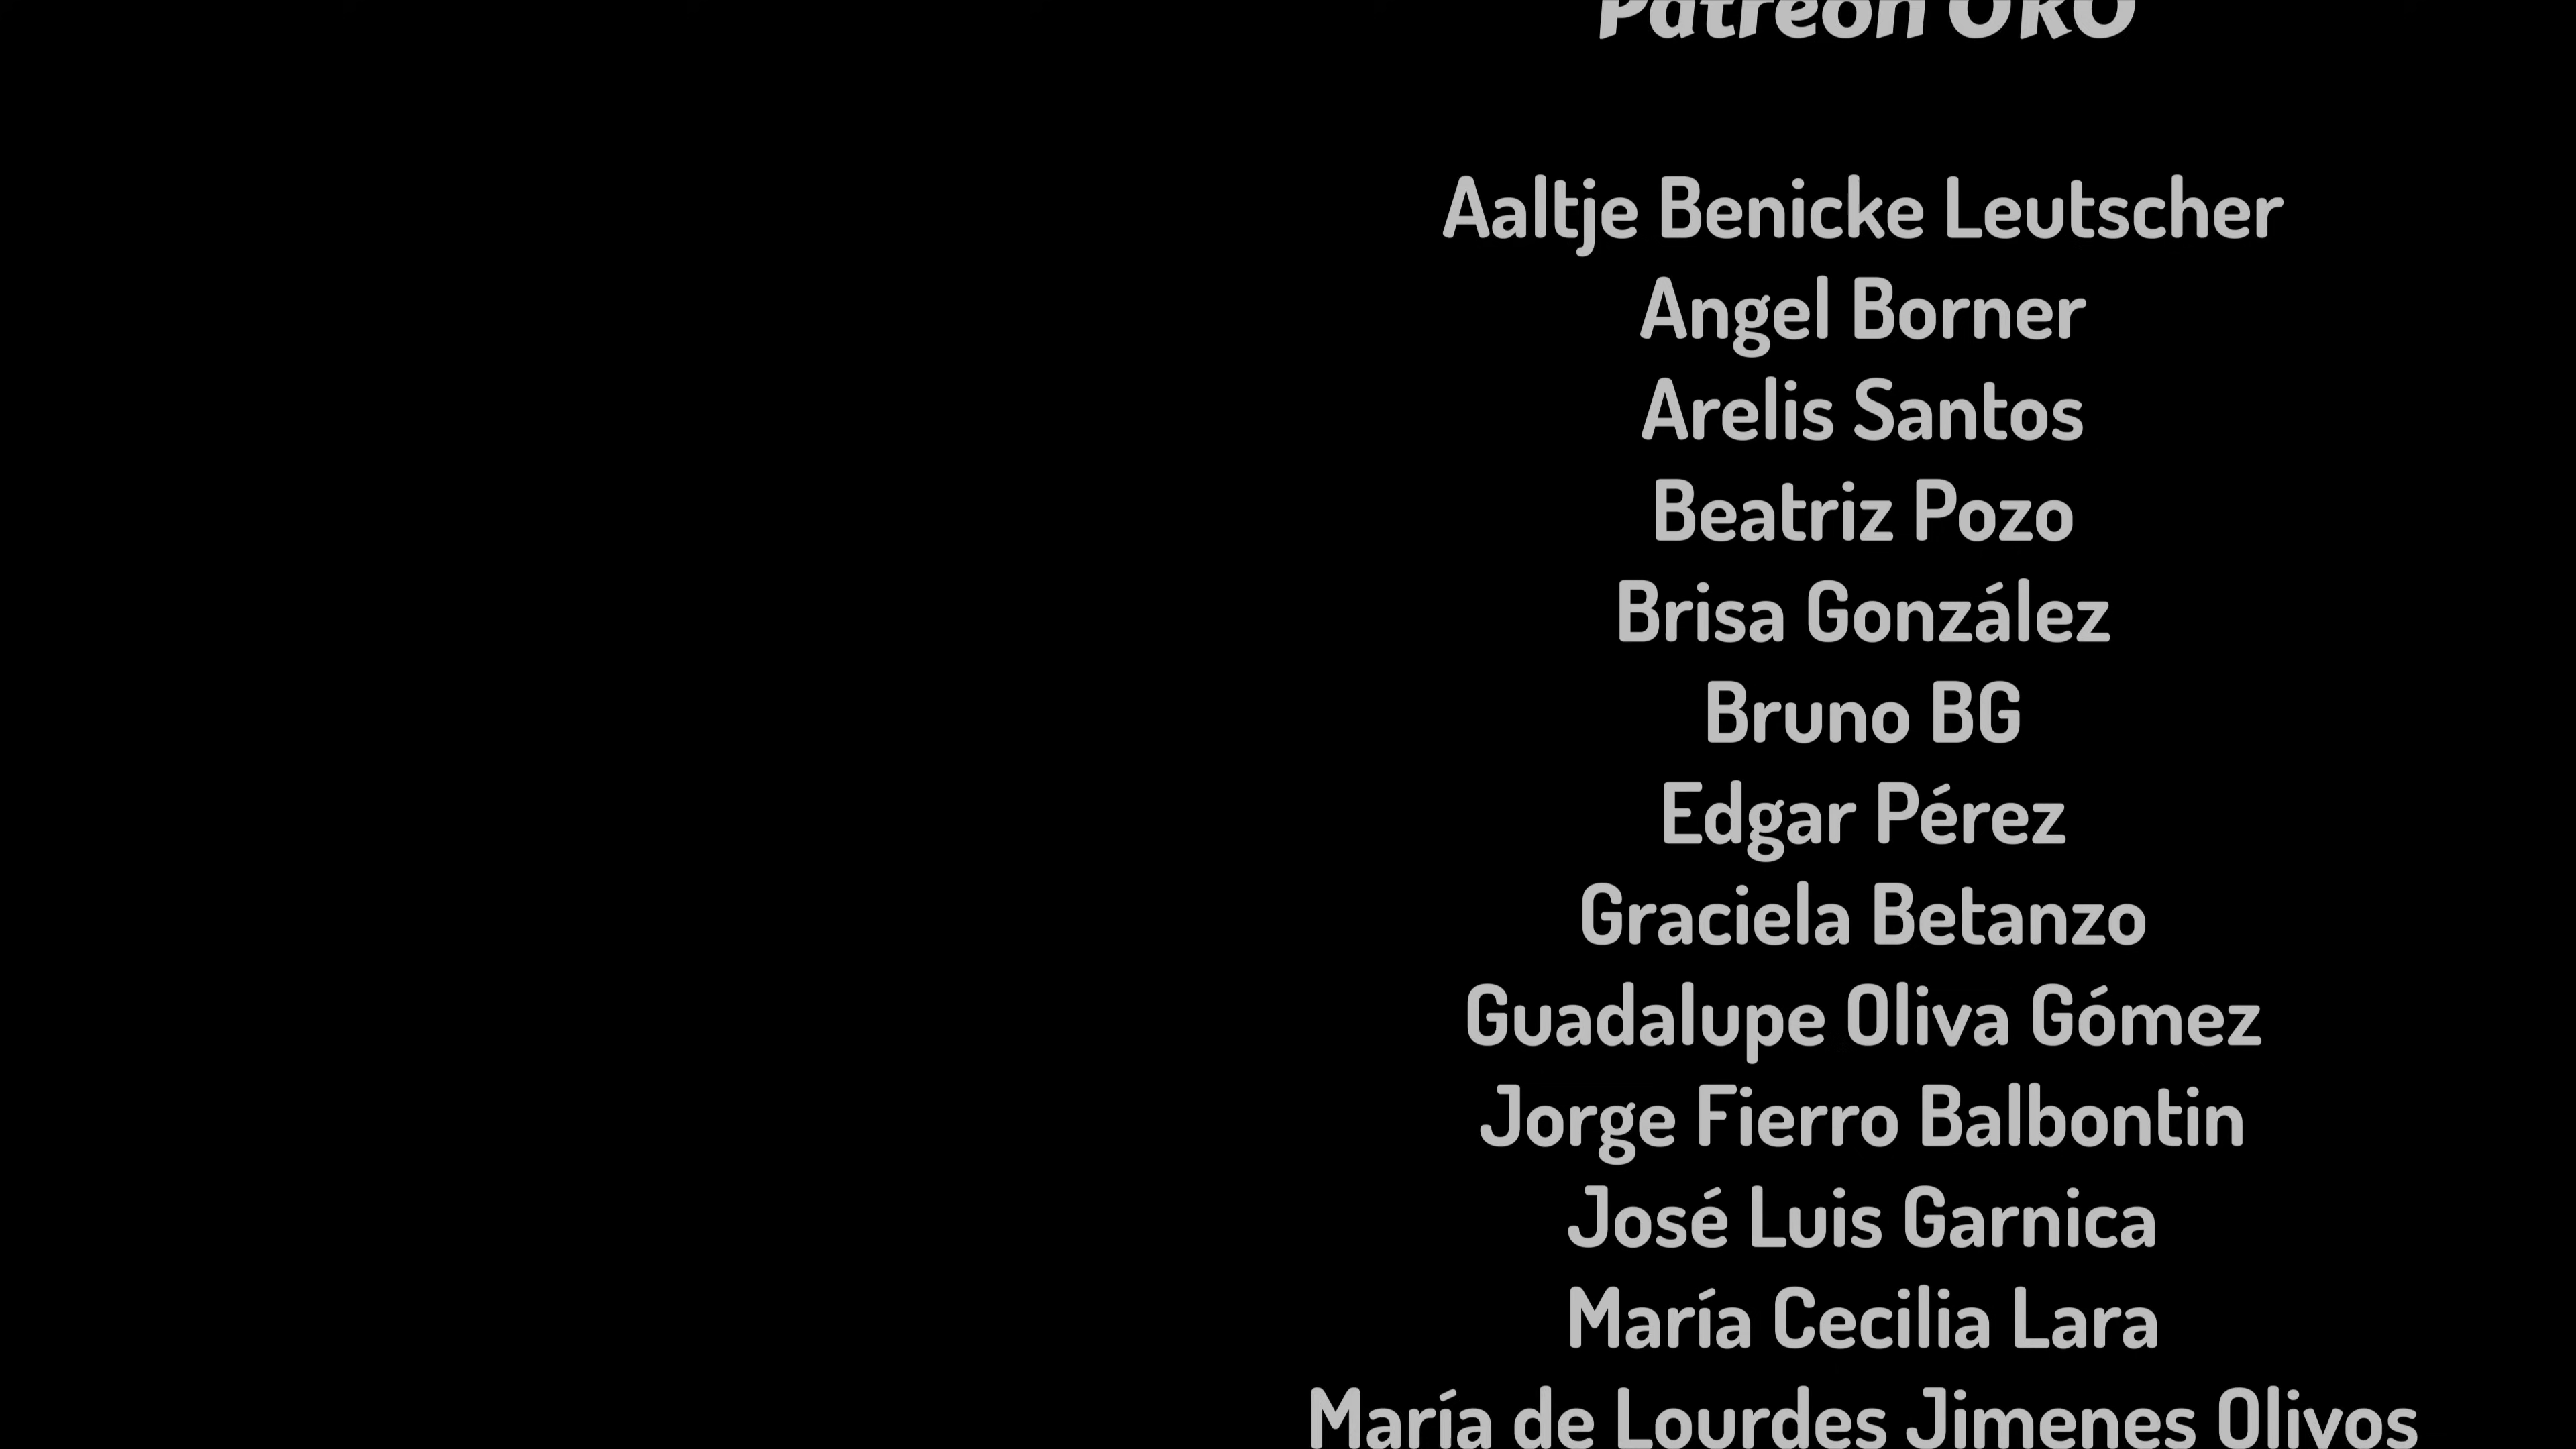 Patreon ORO
Aaltje Benicke Leutscher
Angel Borner
Arelis Santos
Beatriz Pozo
Brisa González
Bruno BG
Edgar Pérez
Graciela Betanzo
Guadalupe Oliva Gómez
Jorge Fierro Balbontin
José Luis Garnica
María Cecilia Lara
María de Lourdes Jimenes Olivos